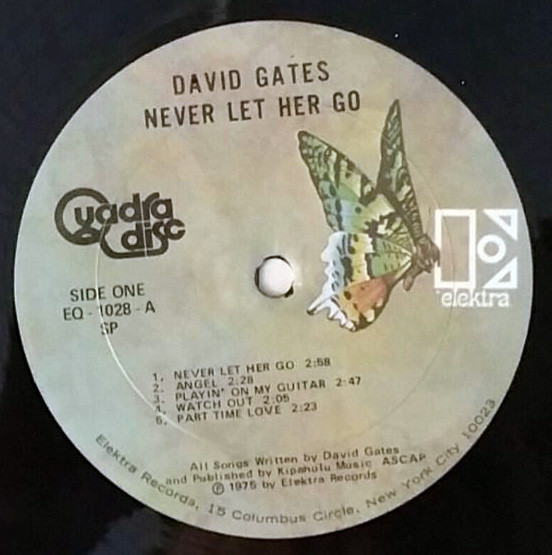 DAVID GATES
NEVER LET HER GO
Quadra
disc
elektra
SIDE ONE
EQ - 1028 - A
SP
1. NEVER LET HER GO 2:58
2. ANGEL 2:28
3. PLAYIN' ON MY GUITAR 2:47
4. WATCH OUT 2:05
5. PART TIME LOVE 2:23
All Songs Written by David Gates
and Published by Kipahulu Music ASCAP
Ⓟ 1975 by Elektra Records
Elektra Records, 15 Columbus Circle, New York City 10023